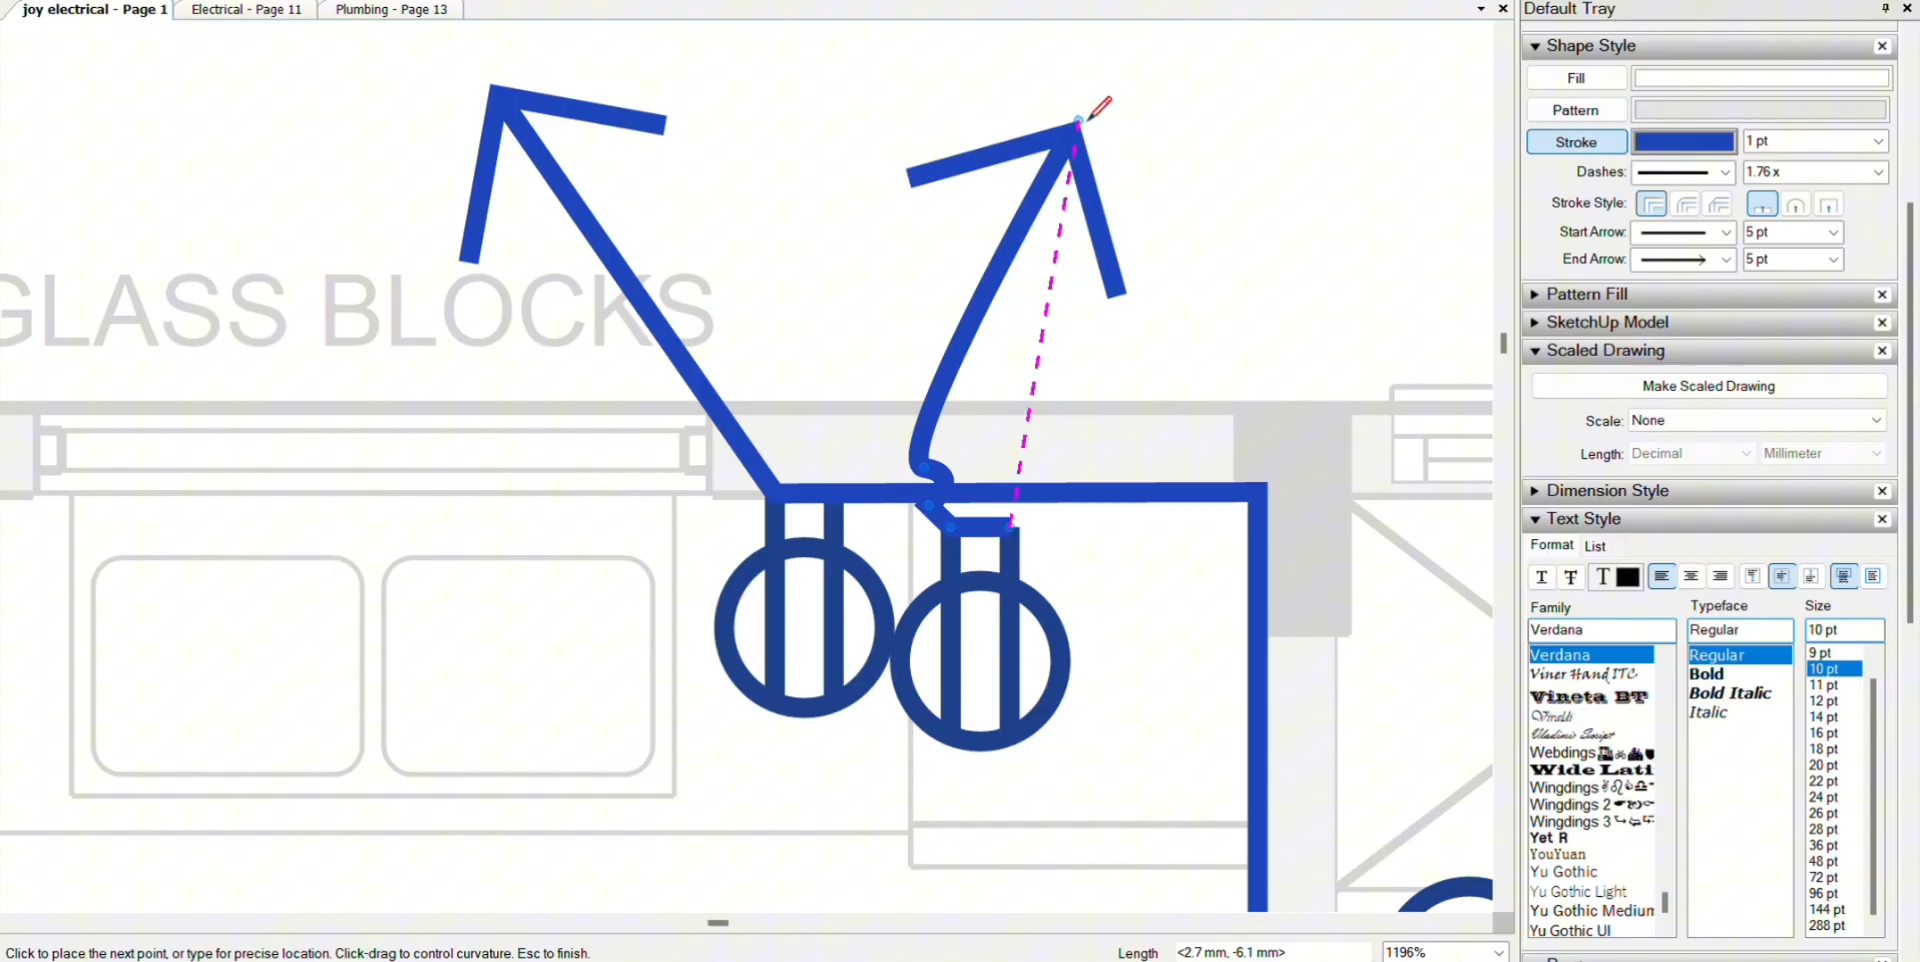 joy electrical - Page 1
Electrical - Page 11
Plumbing - Page 13
GLASS BLOCKS
Click to place the next point, or type for precise location. Click-drag to control curvature. Esc to finish.
Length
<2.7 mm, -6.1 mm>
1196%
Default Tray
Shape Style
Fill
Pattern
Stroke
1 pt
Dashes:
1.76 x
Stroke Style:
Start Arrow:
5 pt
End Arrow:
5 pt
Pattern Fill
SketchUp Model
Scaled Drawing
Make Scaled Drawing
Scale:
None
Length:
Decimal
Millimeter
Dimension Style
Text Style
Format
List
Family
Typeface
Size
Verdana
Regular
10 pt
Verdana
Viner Hand ITC
Vineta BT
Vivaldi
Vladimir Script
Webdings
Wide Lati
Wingdings
Wingdings 2
Wingdings 3
Yet R
YouYuan
Yu Gothic
Yu Gothic Light
Yu Gothic Medium
Yu Gothic UI
Regular
Bold
Bold Italic
Italic
9 pt
10 pt
11 pt
12 pt
14 pt
16 pt
18 pt
20 pt
22 pt
24 pt
26 pt
28 pt
36 pt
48 pt
72 pt
96 pt
144 pt
288 pt